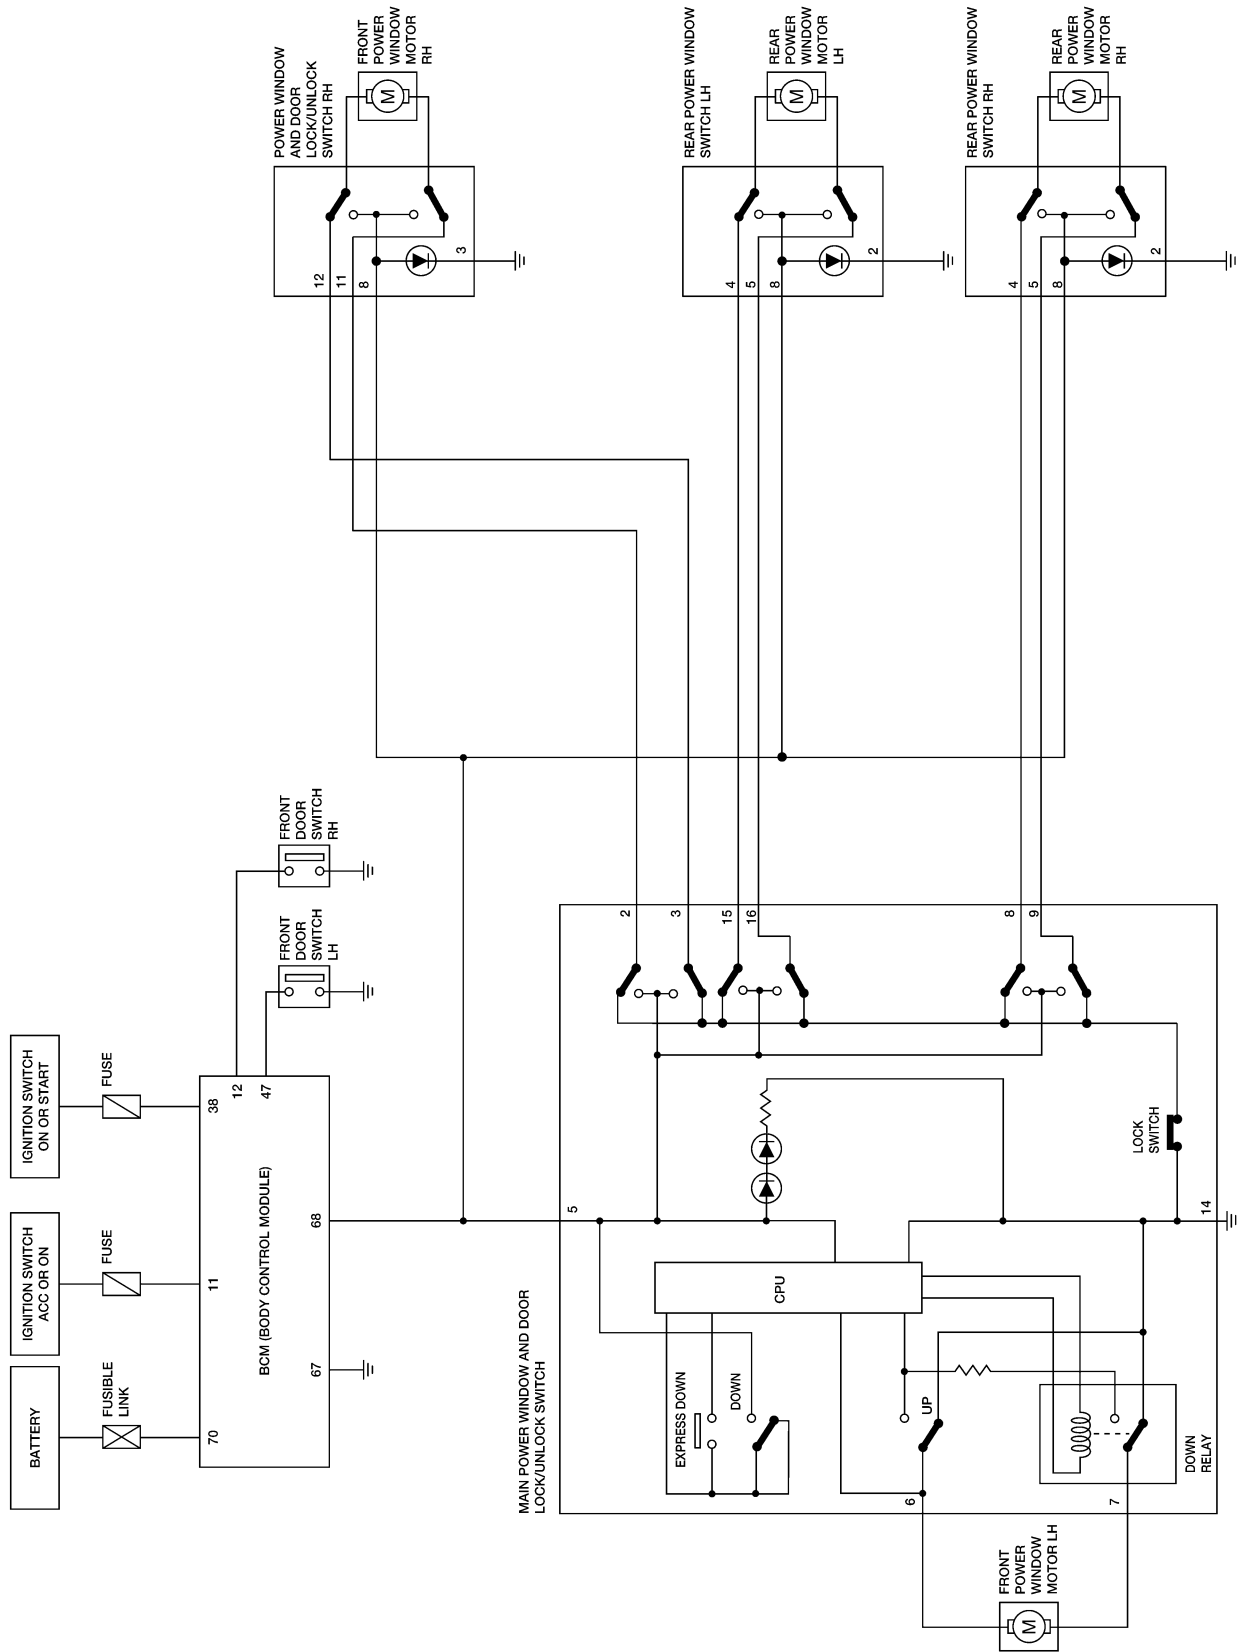 BATTERY
IGNITION SWITCH
ACC OR ON
IGNITION SWITCH
ON OR START
FUSIBLE
LINK
FUSE
FUSE
70
11
38
12
47
BCM (BODY CONTROL MODULE)
67
68
FRONT
DOOR
SWITCH
LH
FRONT
DOOR
SWITCH
RH
POWER WINDOW
AND DOOR
LOCK/UNLOCK
SWITCH RH
12
11
8
3
FRONT
POWER
WINDOW
MOTOR
RH
M
REAR POWER WINDOW
SWITCH LH
4
5
8
2
REAR
POWER
WINDOW
MOTOR
LH
M
REAR POWER WINDOW
SWITCH RH
4
5
8
2
REAR
POWER
WINDOW
MOTOR
RH
M
MAIN POWER WINDOW AND DOOR
LOCK/UNLOCK SWITCH
5
2
3
15
16
8
9
EXPRESS DOWN
DOWN
CPU
UP
LOCK
SWITCH
14
DOWN
RELAY
6
7
FRONT
POWER
WINDOW
MOTOR LH
M